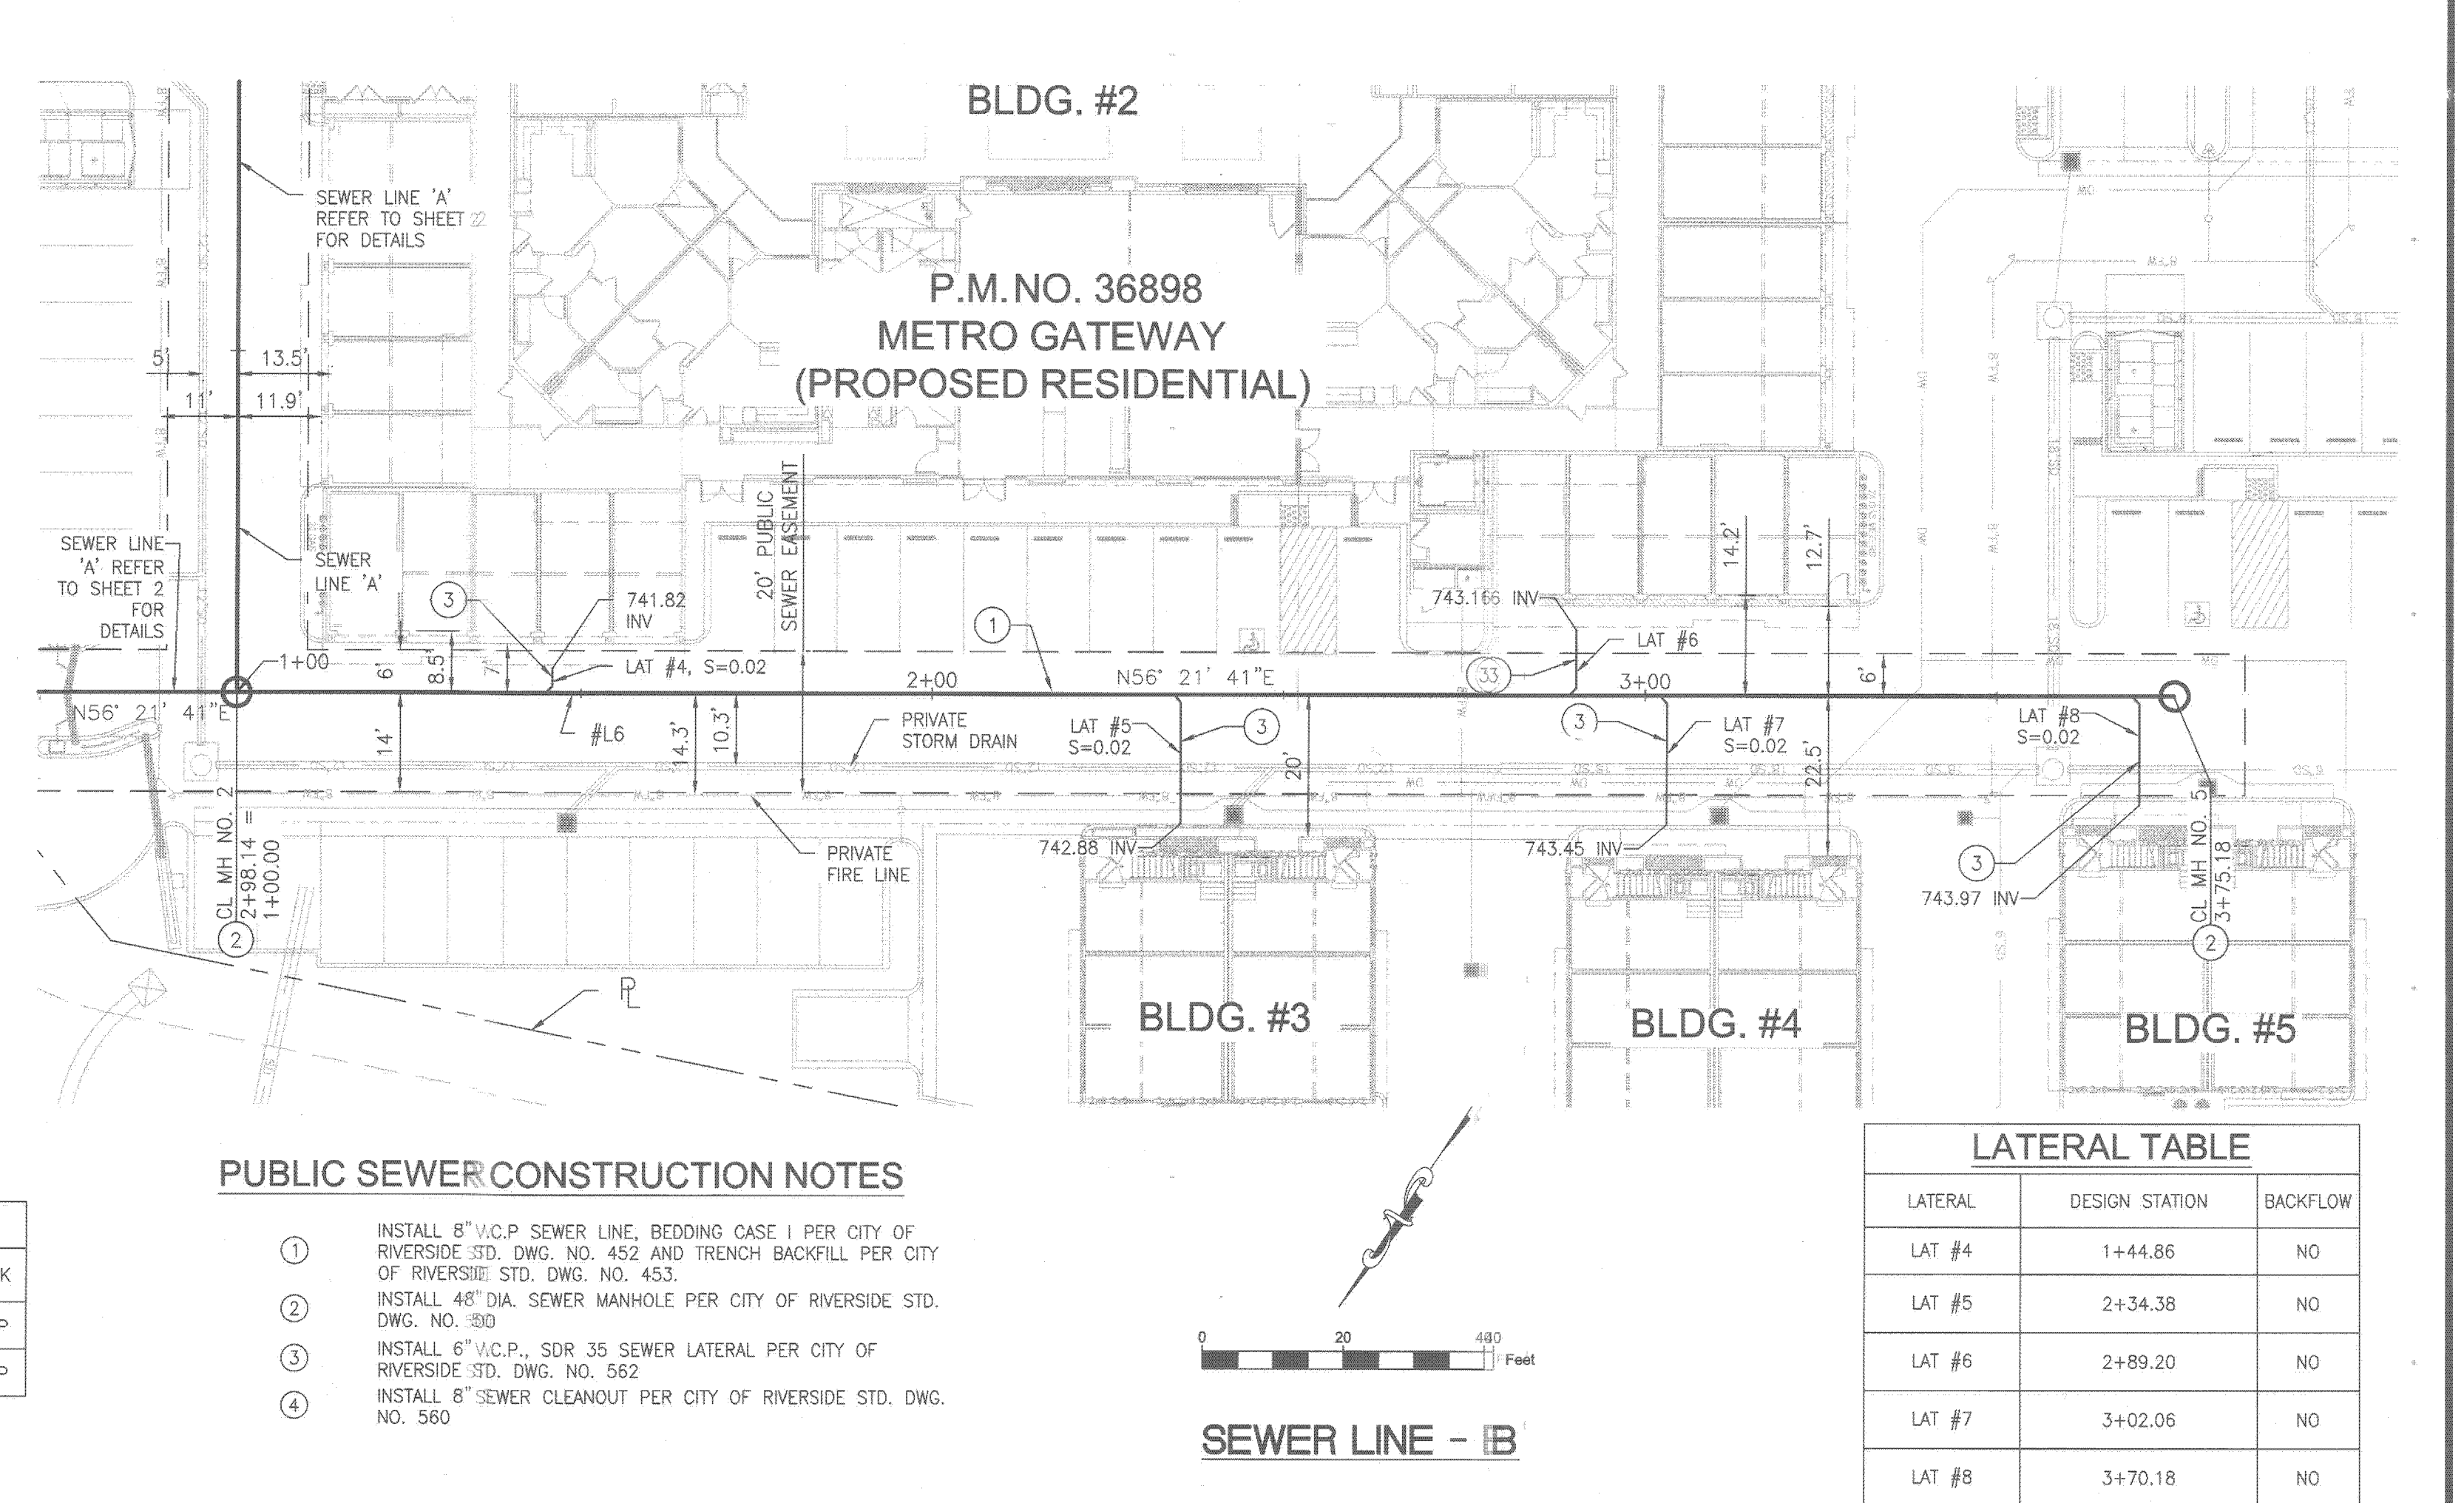 BLDG. #2
SEWER LINE 'A'
REFER TO SHEET 2
FOR DETAILS
P.M.NO. 36898
METRO GATEWAY
(PROPOSED RESIDENTIAL)
5'
13.5'
11'
11.9'
20' PUBLIC
SEWER EASEMENT
SEWER LINE
'A' REFER
TO SHEET 2
FOR
DETAILS
SEWER
LINE 'A'
3
741.82
INV
1
743.166 INV
14.2'
12.7'
1+00
6'
8.5'
7'
LAT #4, S=0.02
2+00
N56° 21' 41"E
33
LAT #6
3+00
6'
N56° 21' 41"E
14'
#L6
14.3'
10.3'
PRIVATE
STORM DRAIN
LAT #5
S=0.02
3
20'
3
LAT #7
S=0.02
22.5'
LAT #8
S=0.02
742.88 INV
743.45 INV
PRIVATE
FIRE LINE
3
743.97 INV
CL MH NO. 2
2+98.14 =
1+00.00
2
CL MH NO. 5
3+75.18
2
PL
BLDG. #3
BLDG. #4
BLDG. #5
PUBLIC SEWER CONSTRUCTION NOTES
1
INSTALL 8" V.C.P SEWER LINE, BEDDING CASE I PER CITY OF
RIVERSIDE STD. DWG. NO. 452 AND TRENCH BACKFILL PER CITY
OF RIVERSIDE STD. DWG. NO. 453.
2
INSTALL 48" DIA. SEWER MANHOLE PER CITY OF RIVERSIDE STD.
DWG. NO.
3
INSTALL 6" V.C.P., SDR 35 SEWER LATERAL PER CITY OF
RIVERSIDE STD. DWG. NO. 562
4
INSTALL 8" SEWER CLEANOUT PER CITY OF RIVERSIDE STD. DWG.
NO. 560
0 20 40
Feet
SEWER LINE - B
LATERAL TABLE
LATERAL DESIGN STATION BACKFLOW
LAT #4 1+44.86 NO
LAT #5 2+34.38 NO
LAT #6 2+89.20 NO
LAT #7 3+02.06 NO
LAT #8 3+70.18 NO